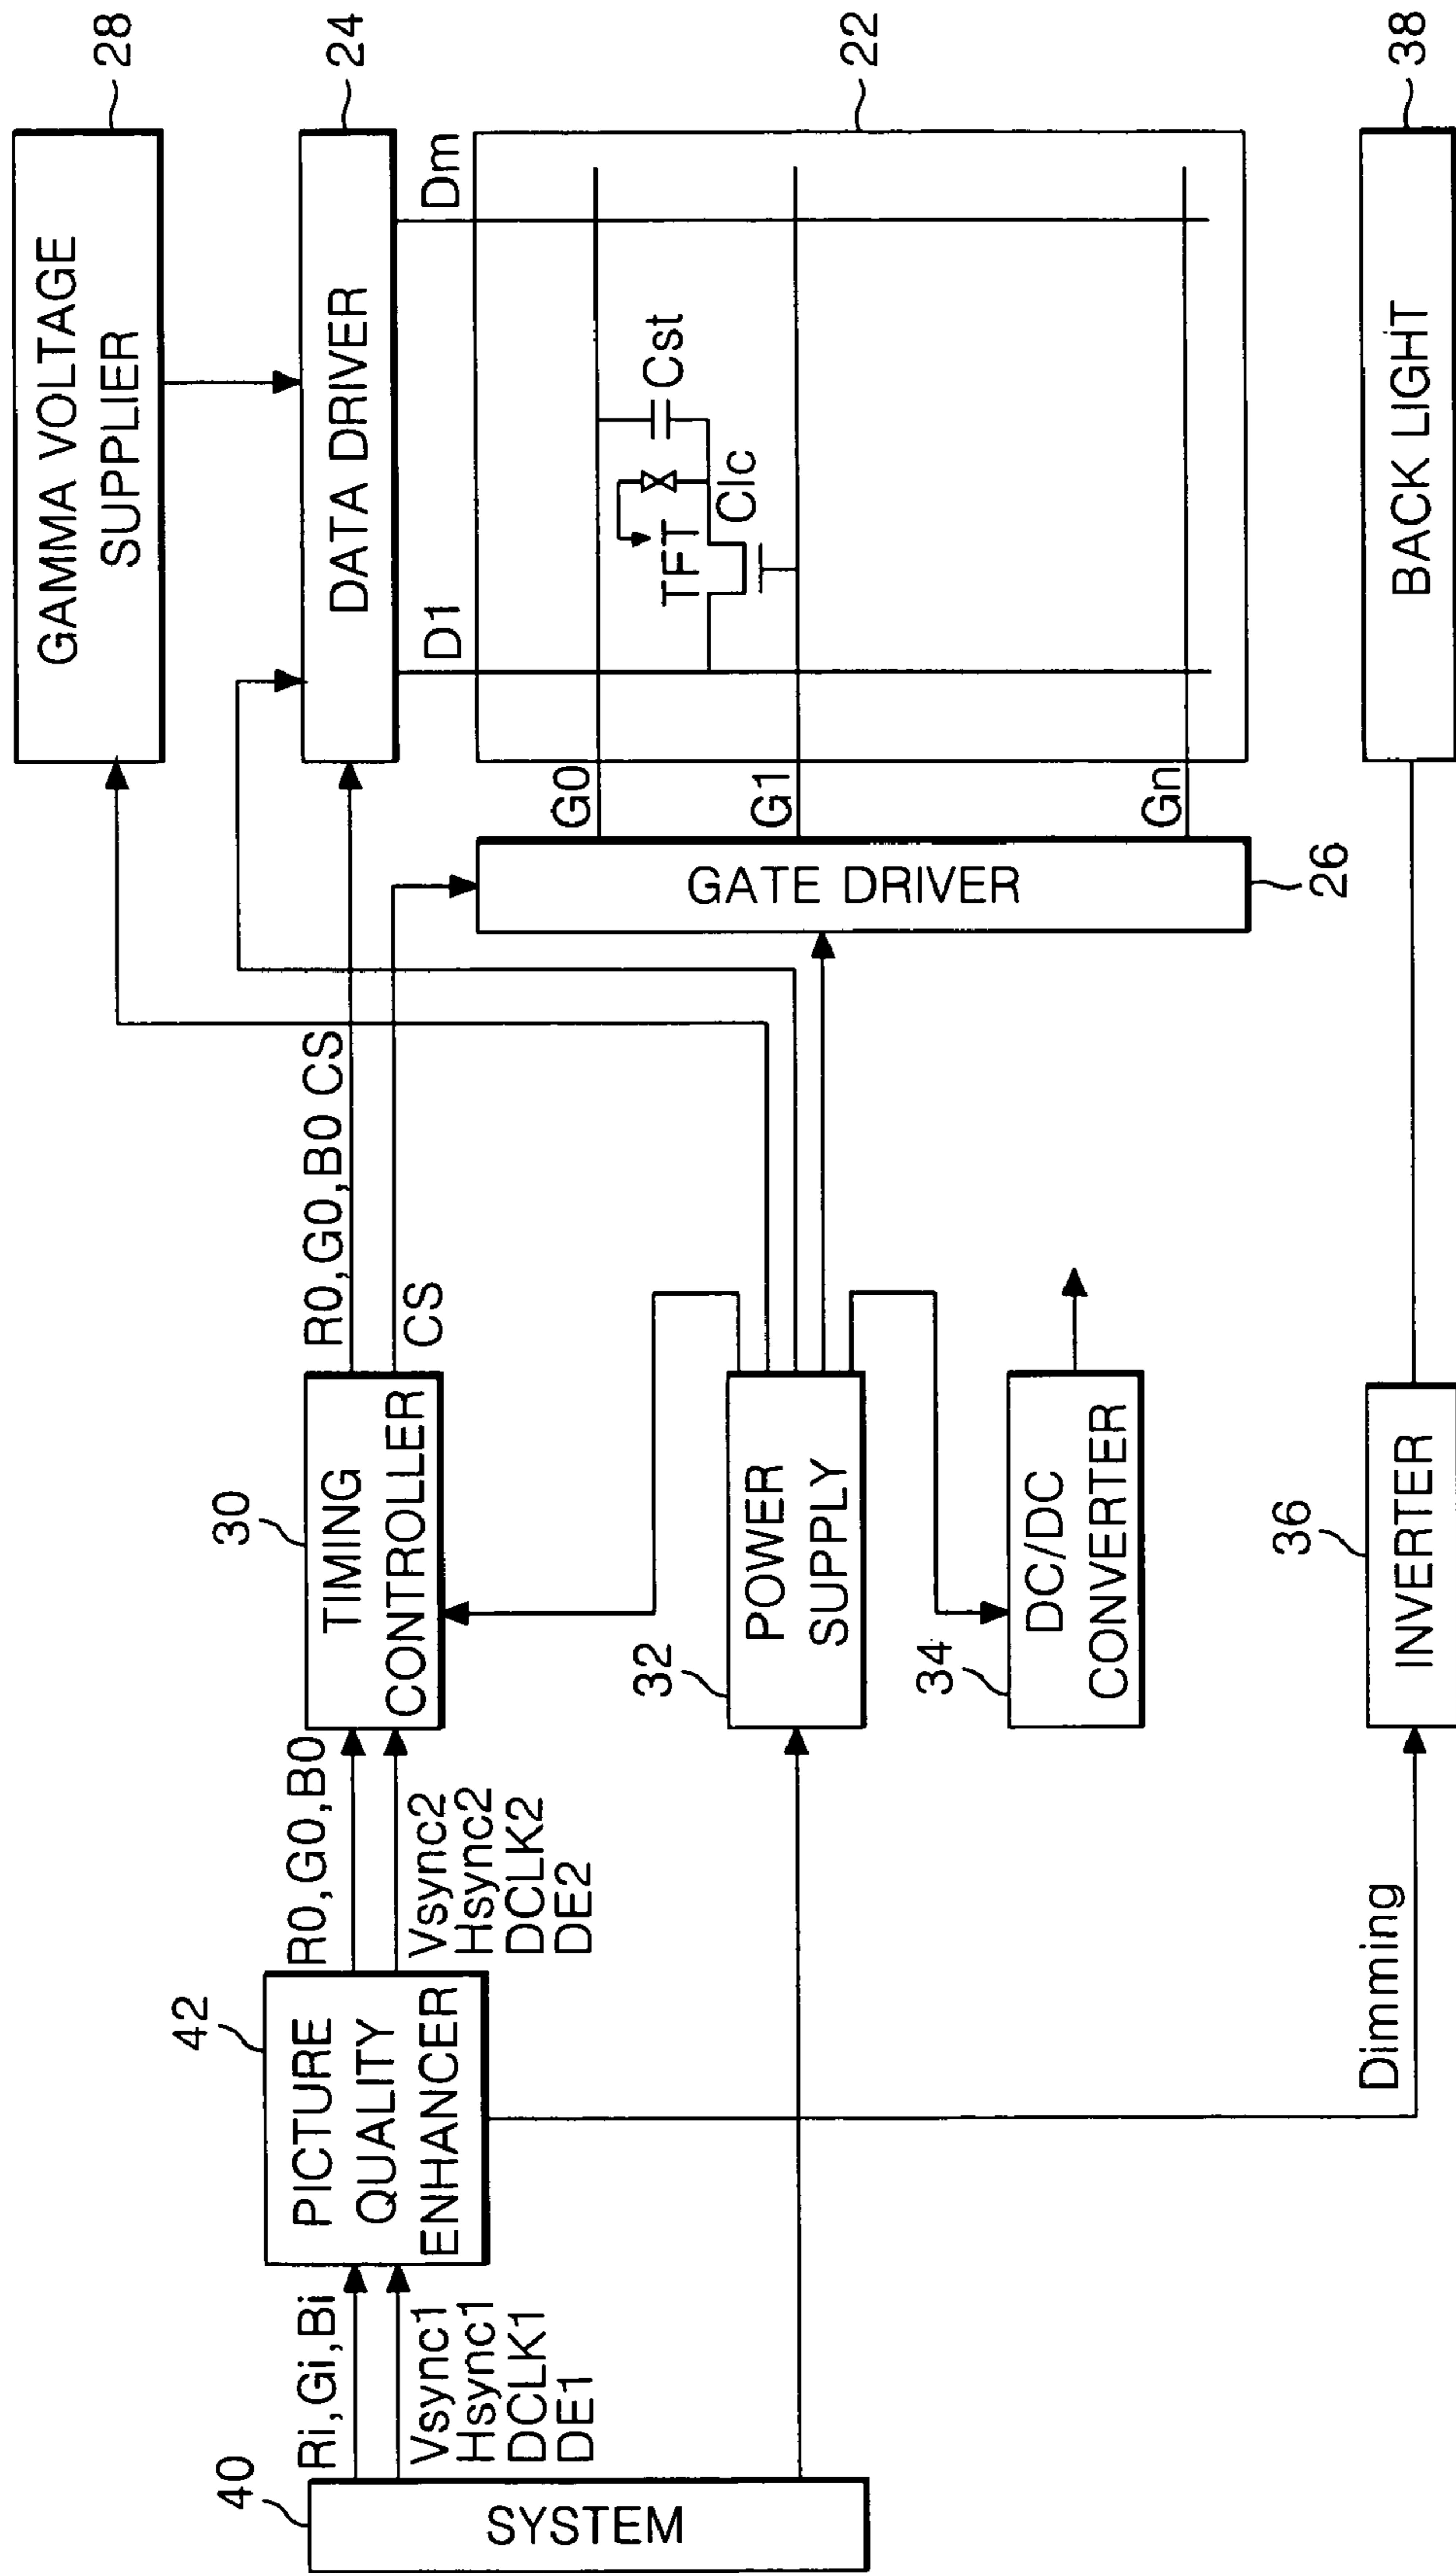 GAMMA VOLTAGE
SUPPLIER
28
42
30
Ri,Gi,Bi
PICTURE
QUALITY
ENHANCER
R0,G0,B0
TIMING
CONTROLLER
R0,G0,B0 CS
DATA DRIVER
24
40
Vsync1
Hsync1
DCLK1
DE1
Vsync2
Hsync2
DCLK2
DE2
CS
D1
Dm
SYSTEM
G0
TFT
Cst
Clc
22
32
POWER
SUPPLY
GATE DRIVER
G1
34
DC/DC
CONVERTER
Gn
26
36
Dimming
INVERTER
BACK LIGHT
38